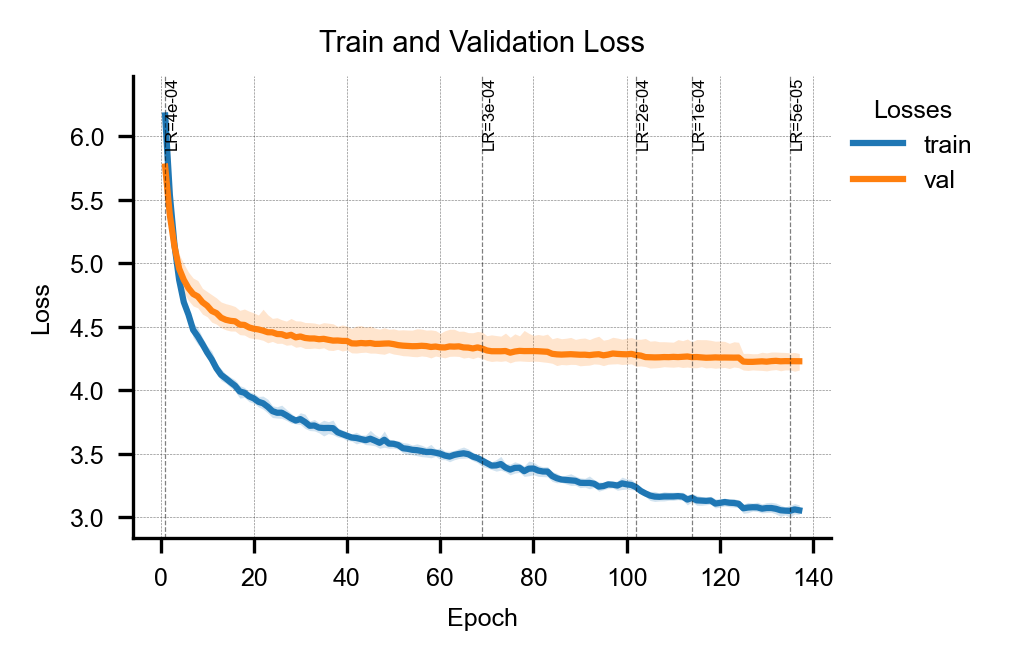 Train and Validation Loss
LR=4e-04
LR=3e-04
LR=2e-04
LR=1e-04
LR=5e-05
Losses
train
val
Loss
6.0
5.5
5.0
4.5
4.0
3.5
3.0
0 20 40 60 80 100 120 140
Epoch